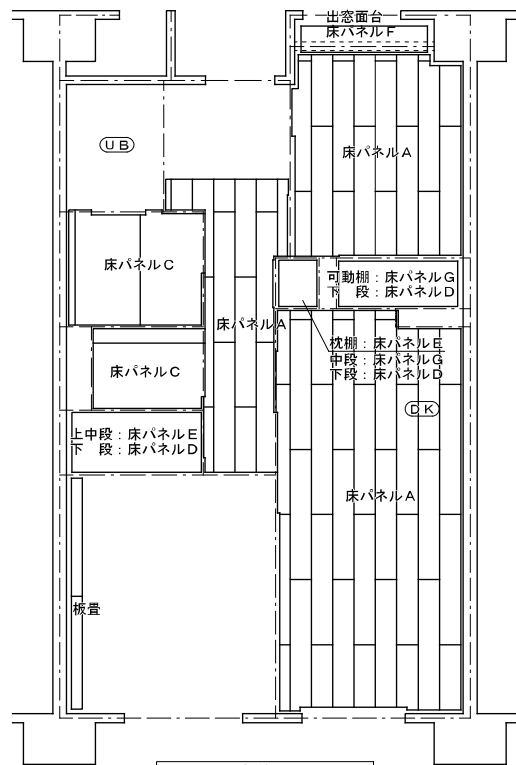 出窓面台
床パネルF
UB
床パネルA
床パネルC
可動棚：床パネルG
下　段：床パネルD
床パネルA
枕棚：床パネルE
中段：床パネルG
下段：床パネルD
床パネルC
DK
上中段：床パネルE
下　段：床パネルD
床パネルA
板畳